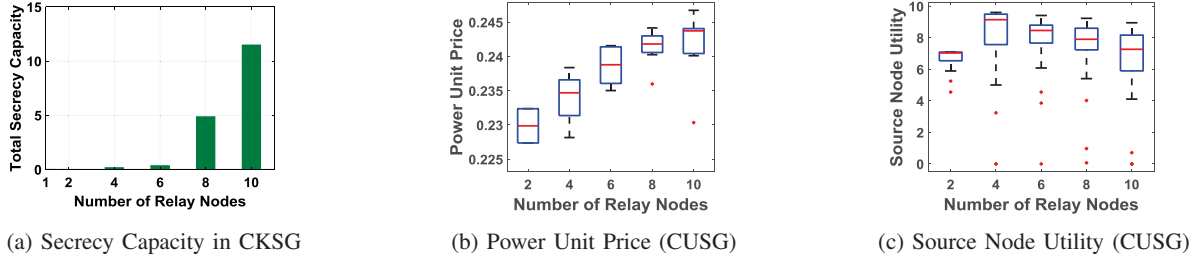 Total Secrecy Capacity
15
10
5
0
1 2 4 6 8 10
Number of Relay Nodes
(a) Secrecy Capacity in CKSG
Power Unit Price
0.245
0.24
0.235
0.23
0.225
2 4 6 8 10
Number of Relay Nodes
(b) Power Unit Price (CUSG)
Source Node Utility
10
8
6
4
2
0
2 4 6 8 10
Number of Relay Nodes
(c) Source Node Utility (CUSG)